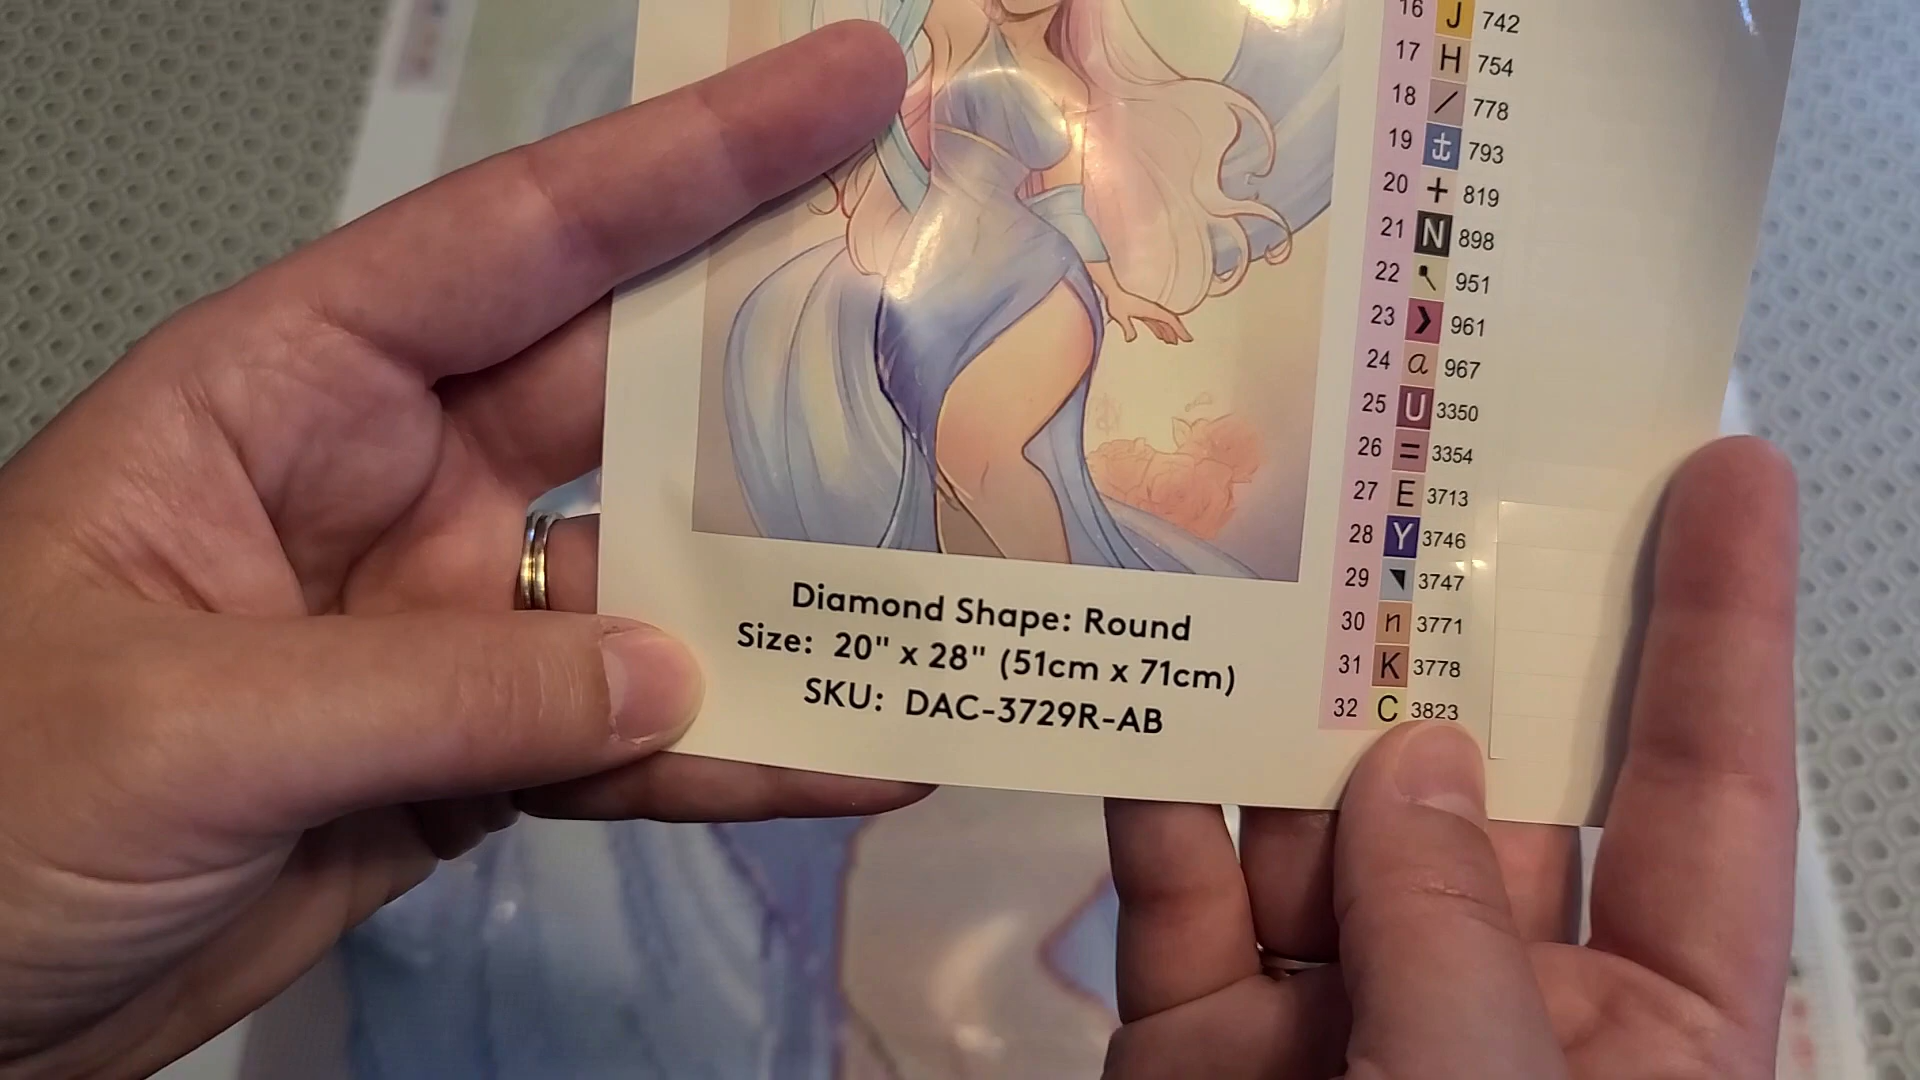 16 J 742
17 H 754
18 / 778
19 ⚓ 793
20 + 819
21 N 898
22 951
23 ❯ 961
24 a 967
25 U 3350
26 = 3354
27 E 3713
28 Y 3746
29 ◥ 3747
30 n 3771
31 K 3778
32 C 3823
Diamond Shape: Round
Size: 20" x 28" (51cm x 71cm)
SKU: DAC-3729R-AB